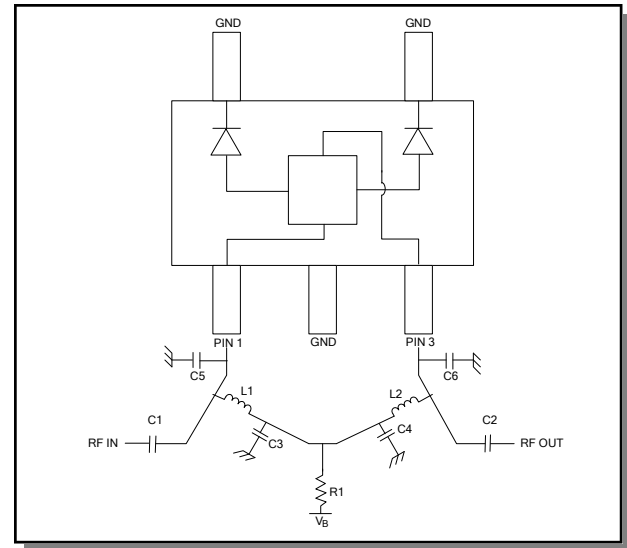 GND GND
PIN 1 GND PIN 3
C5 C6
L1 L2
C1 C2
RF IN C3 C4 RF OUT
R1
VB